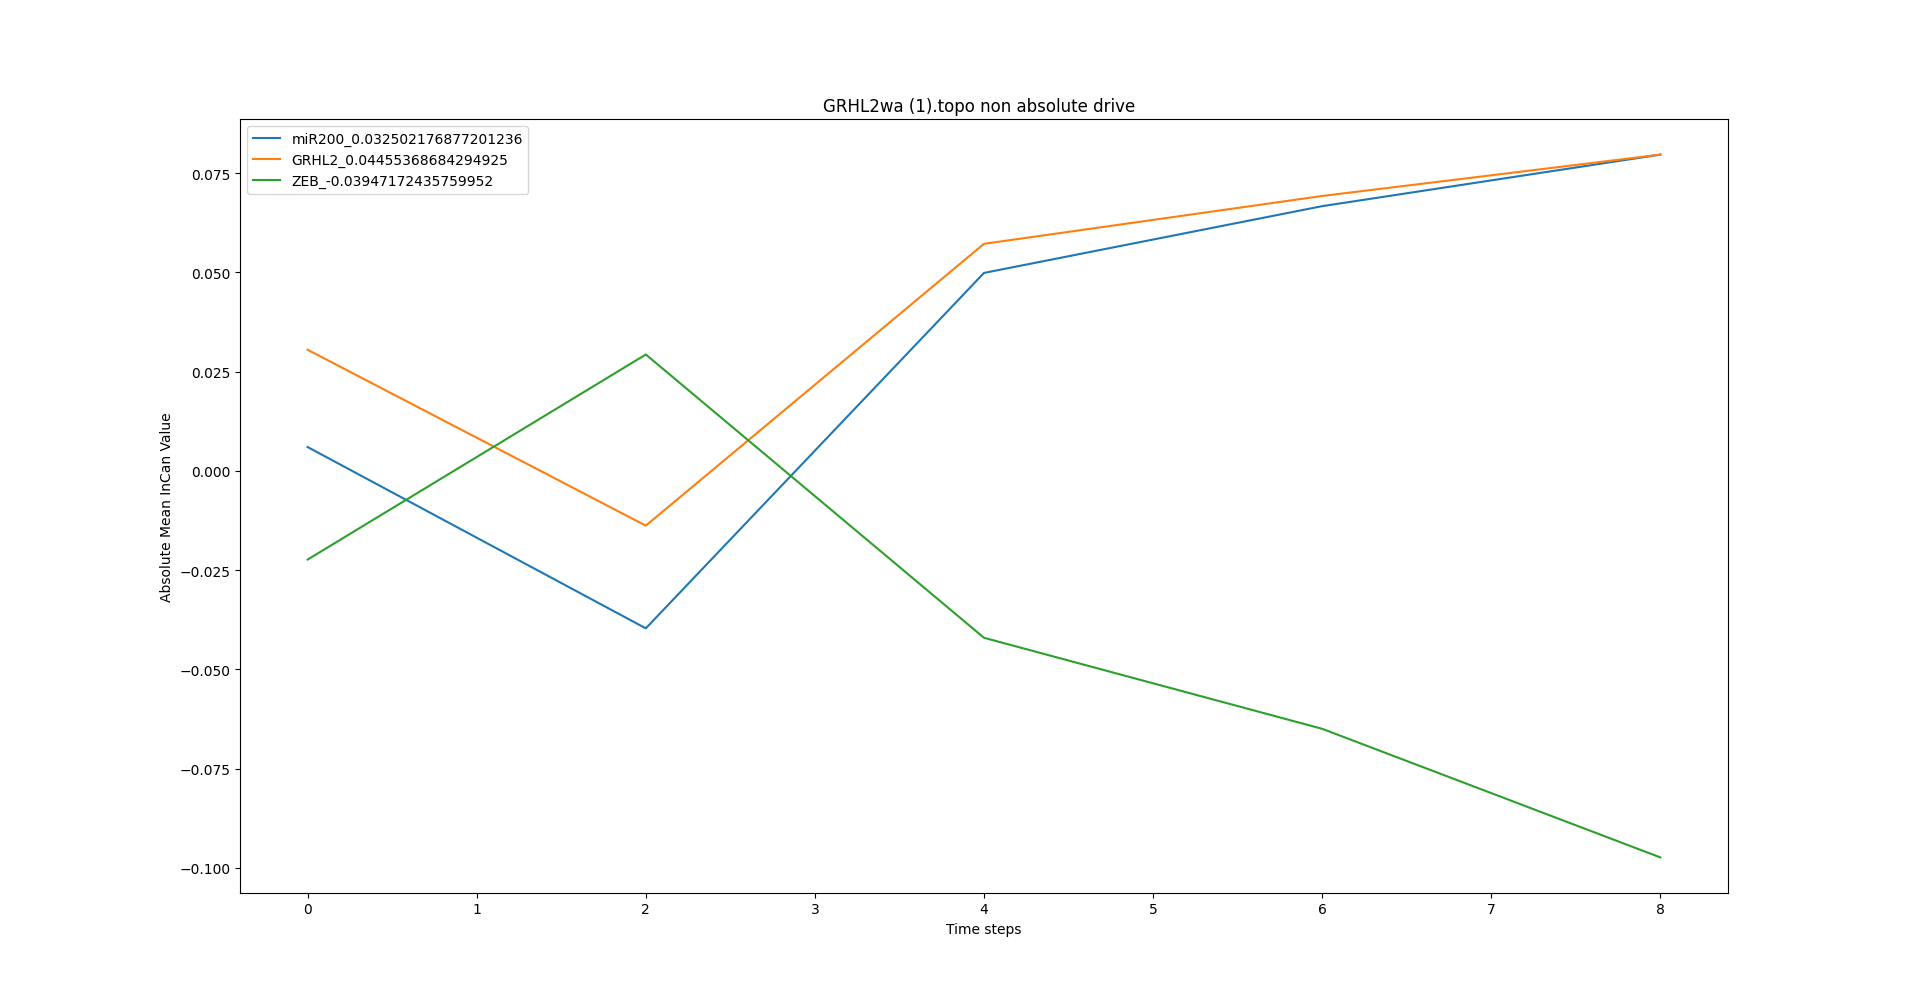 GRHL2wa (1).topo non absolute drive
miR200_0.032502176877201236
GRHL2_0.04455368684294925
ZEB_-0.03947172435759952
0.075
0.050
0.025
0.000
−0.025
−0.050
−0.075
−0.100
Absolute Mean InCan Value
0 1 2 3 4 5 6 7 8
Time steps